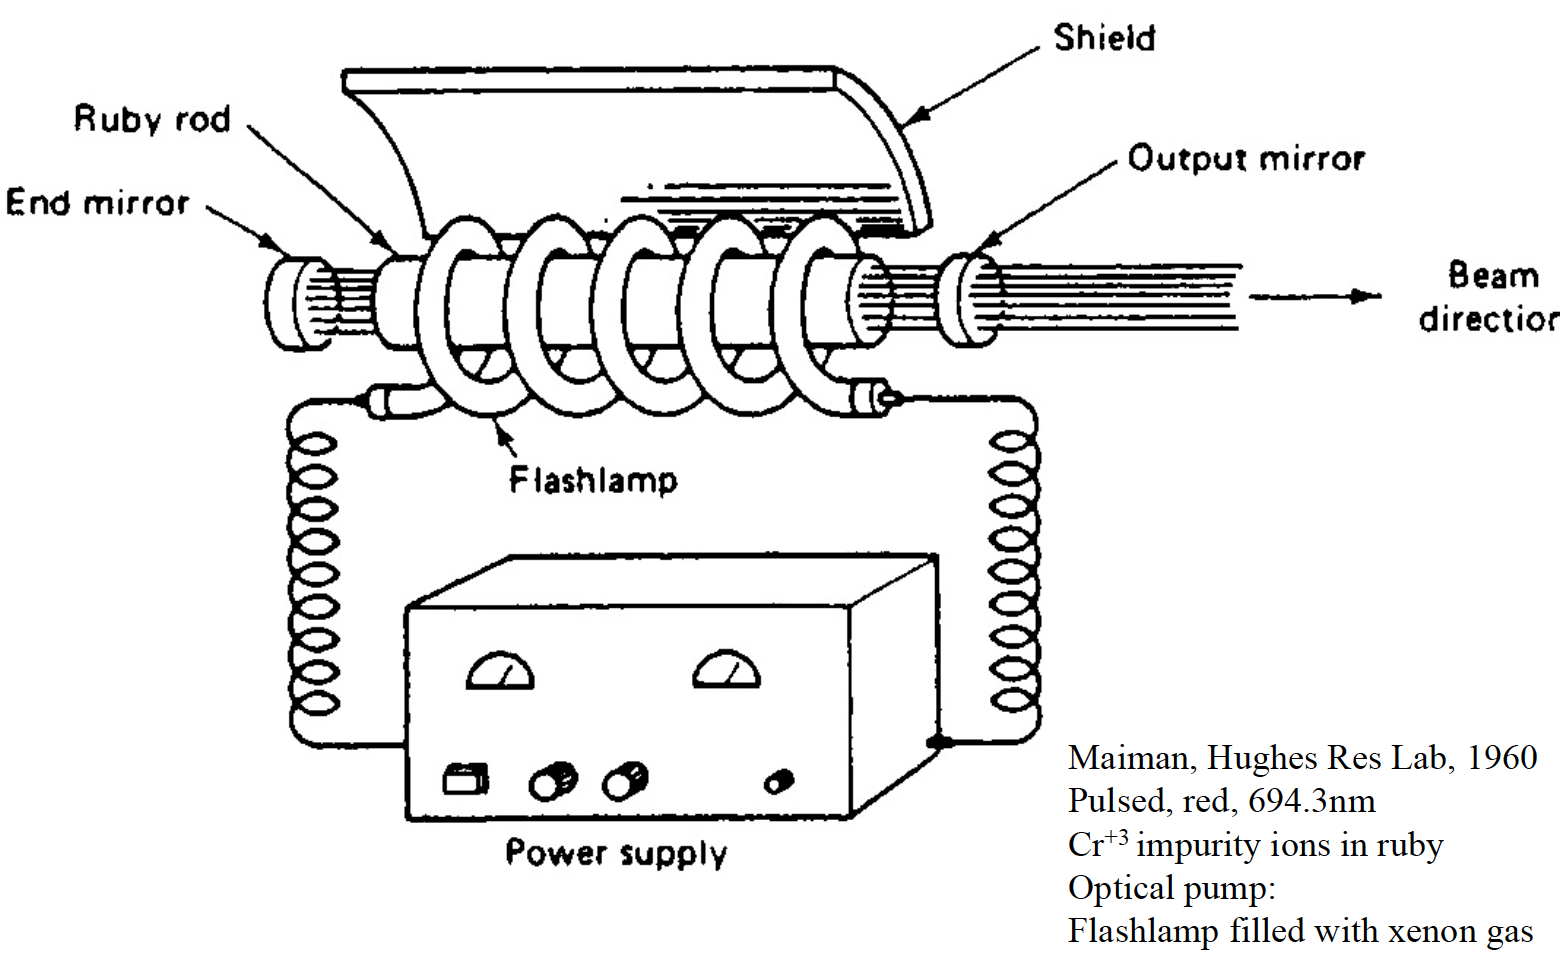 Shield
Ruby rod
Output mirror
End mirror
Beam
direction
Flashlamp
Power supply
Maiman, Hughes Res Lab, 1960
Pulsed, red, 694.3nm
Cr⁺³ impurity ions in ruby
Optical pump:
Flashlamp filled with xenon gas